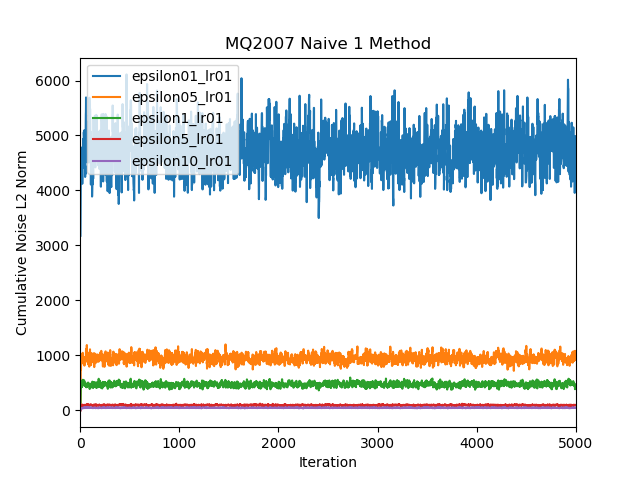 MQ2007 Naive 1 Method
epsilon01_lr01
epsilon05_lr01
epsilon1_lr01
epsilon5_lr01
epsilon10_lr01
Cumulative Noise L2 Norm
6000
5000
4000
3000
2000
1000
0
0 1000 2000 3000 4000 5000
Iteration